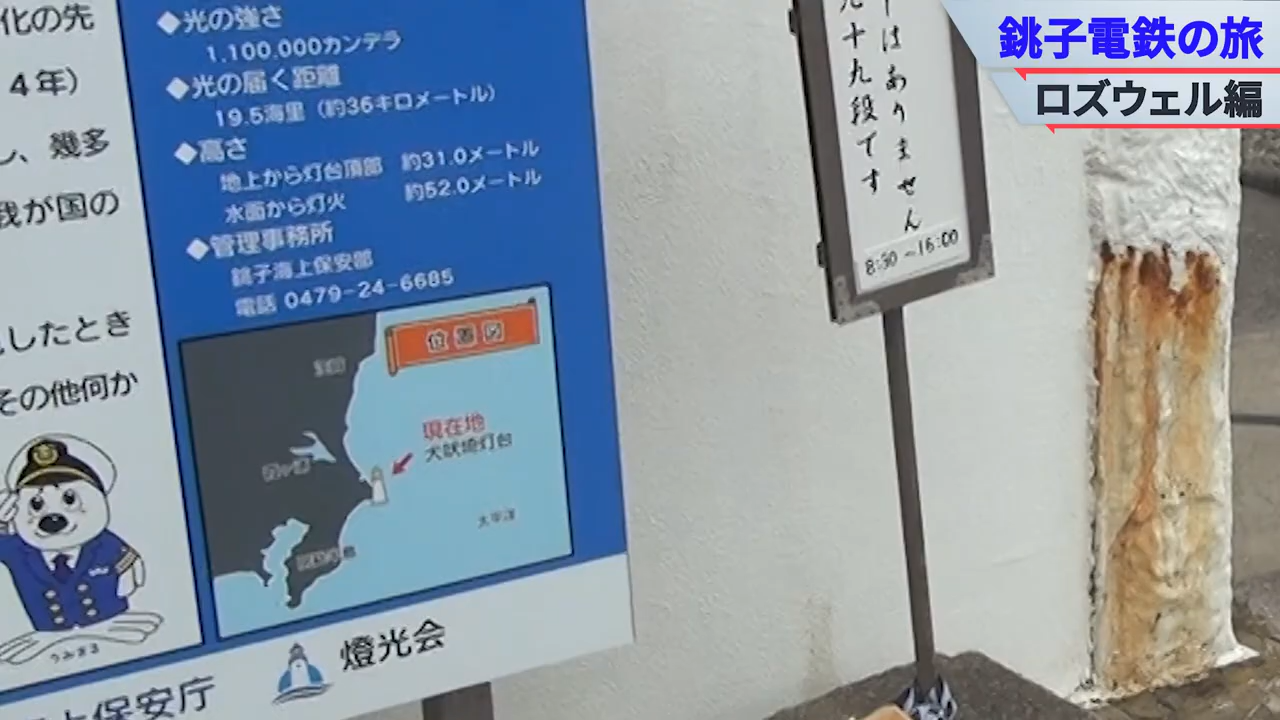 銚子電鉄の旅
ロズウェル編
化の先
4年)
し、幾多
我が国の
したとき
その他何か
うみまる
上保安庁
◆光の強さ
1,100,000カンデラ
◆光の届く距離
19.5海里(約36キロメートル)
◆高さ
地上から灯台頂部 約31.0メートル
水面から灯火 約52.0メートル
◆管理事務所
銚子海上保安部
電話 0479-24-6685
位置図
現在地
犬吠埼灯台
太平洋
燈光会
はありません
九十九段です
8:30~16:00